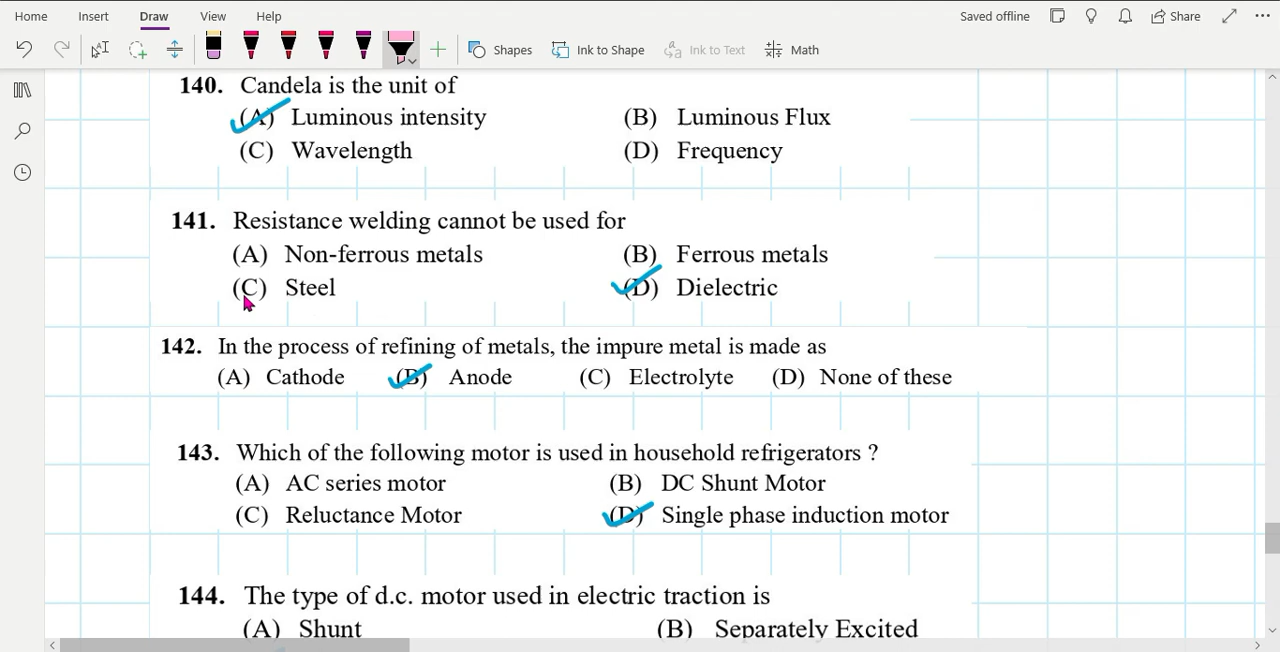 Home Insert Draw View Help Saved offline Share
Shapes Ink to Shape Ink to Text Math
140. Candela is the unit of
(A) Luminous intensity (B) Luminous Flux
(C) Wavelength (D) Frequency
141. Resistance welding cannot be used for
(A) Non-ferrous metals (B) Ferrous metals
(C) Steel (D) Dielectric
142. In the process of refining of metals, the impure metal is made as
(A) Cathode (B) Anode (C) Electrolyte (D) None of these
143. Which of the following motor is used in household refrigerators ?
(A) AC series motor (B) DC Shunt Motor
(C) Reluctance Motor (D) Single phase induction motor
144. The type of d.c. motor used in electric traction is
(A) Shunt (B) Separately Excited